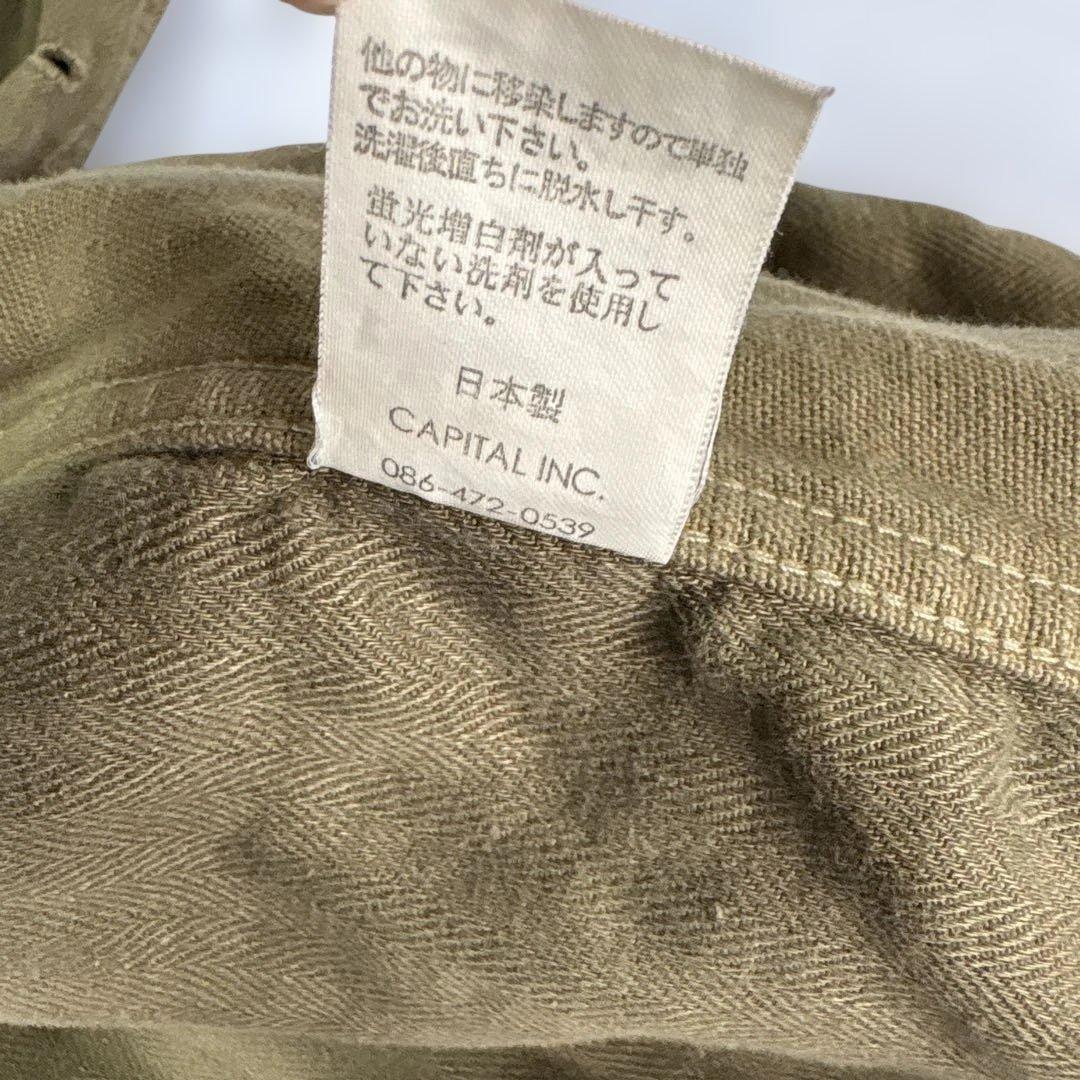 他の物に移染しますので単独
でお洗い下さい。
洗濯後直ちに脱水し干す。
蛍光増白剤が入って
いない洗剤を使用し
て下さい。
日本製
CAPITAL INC.
086-472-0539